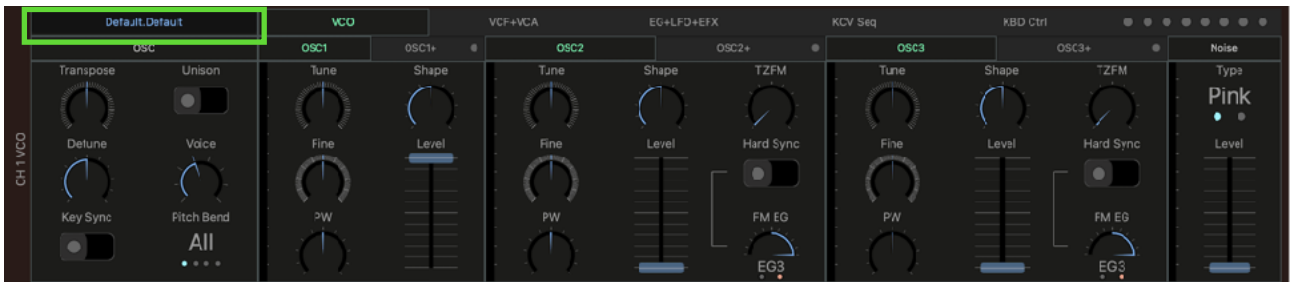 Default.Default VCO VCF+VCA EG+LFO+EFX KCV Seq KBD Ctrl
OSC OSC1 OSC1+ OSC2 OSC2+ OSC3 OSC3+ Noise
Transpose Unison Tune Shape Tune Shape TZFM Tune Shape TZFM Type
Pink
CH 1 VCO
Detune Voice Fine Level Fine Level Hard Sync Fine Level Hard Sync Level
Key Sync Pitch Bend PW PW FM EG PW FM EG
All
EG3 EG3